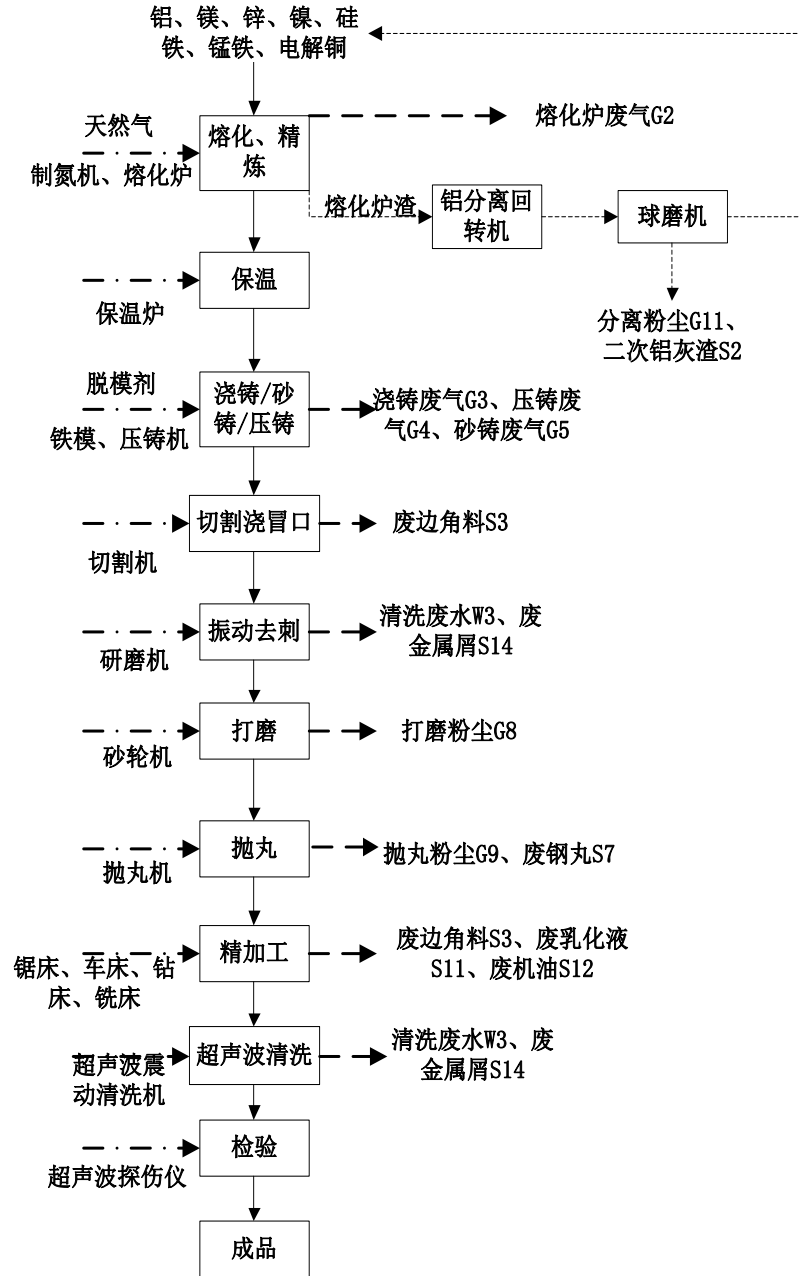 铝、镁、锌、镍、硅
铁、锰铁、电解铜
天然气
制氮机、熔化炉
熔化、精
炼
熔化炉废气G2
熔化炉渣
铝分离回
转机
球磨机
分离粉尘G11、
二次铝灰渣S2
保温炉
保温
脱模剂
铁模、压铸机
浇铸/砂
铸/压铸
浇铸废气G3、压铸废
气G4、砂铸废气G5
切割机
切割浇冒口
废边角料S3
研磨机
振动去刺
清洗废水W3、废
金属屑S14
砂轮机
打磨
打磨粉尘G8
抛丸机
抛丸
抛丸粉尘G9、废钢丸S7
锯床、车床、钻
床、铣床
精加工
废边角料S3、废乳化液
S11、废机油S12
超声波震
动清洗机
超声波清洗
清洗废水W3、废
金属屑S14
超声波探伤仪
检验
成品